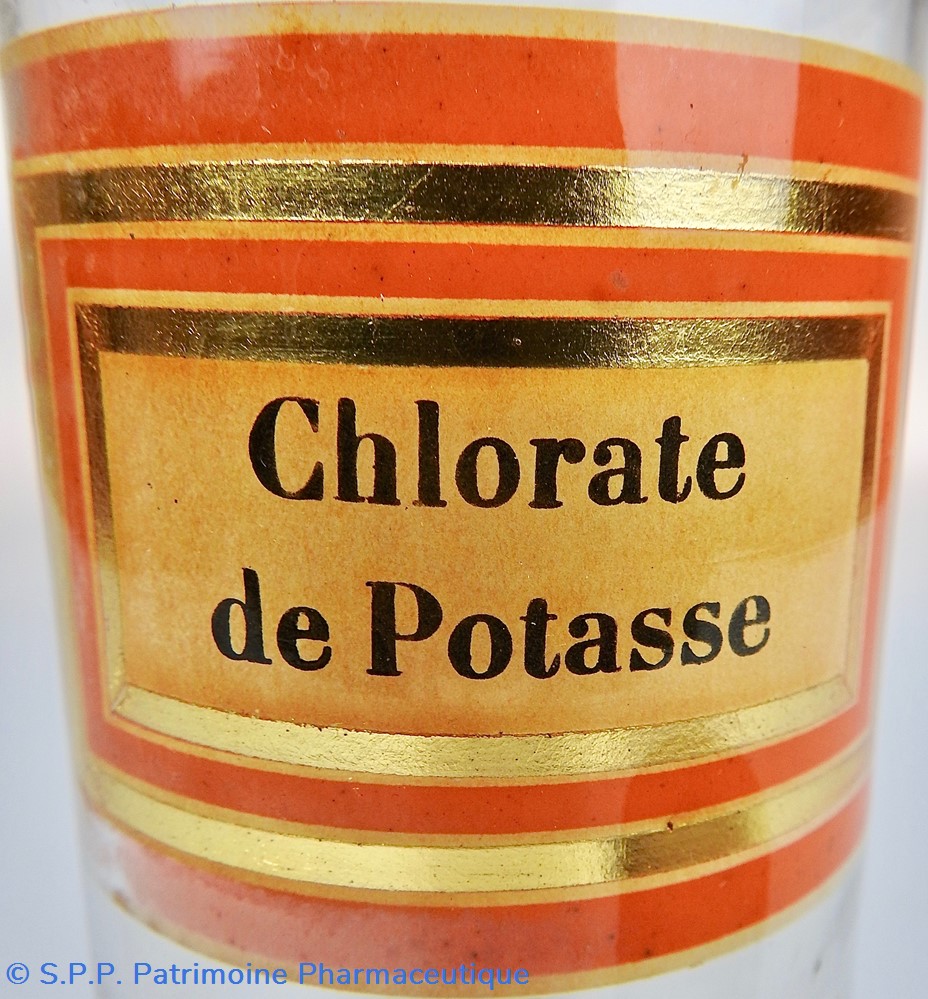 Chlorate
de Potasse
© S.P.P. Patrimoine Pharmaceutique